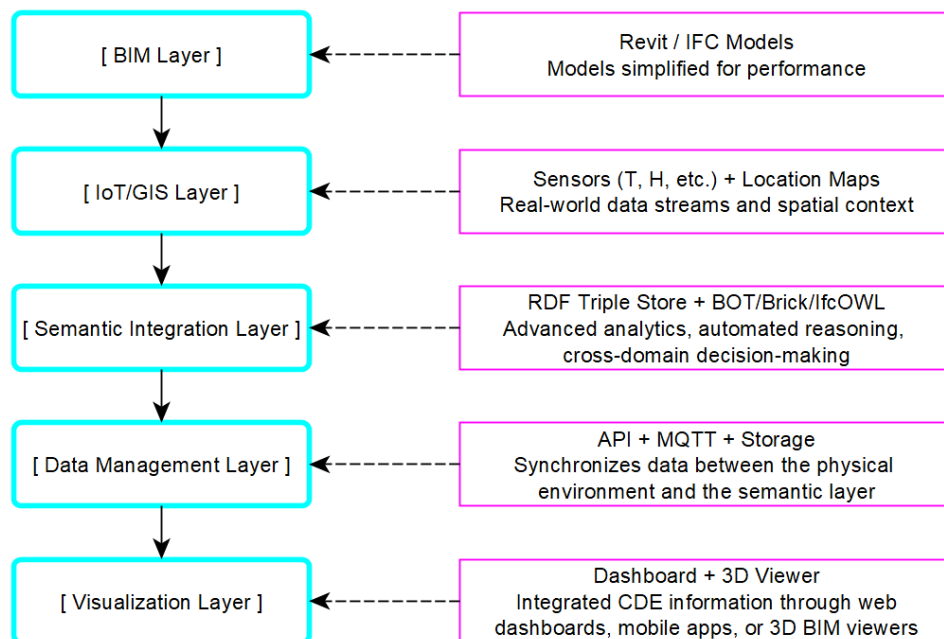 [ BIM Layer ]
Revit / IFC Models
Models simplified for performance
[ IoT/GIS Layer ]
Sensors (T, H, etc.) + Location Maps
Real-world data streams and spatial context
[ Semantic Integration Layer ]
RDF Triple Store + BOT/Brick/IfcOWL
Advanced analytics, automated reasoning,
cross-domain decision-making
[ Data Management Layer ]
API + MQTT + Storage
Synchronizes data between the physical
environment and the semantic layer
[ Visualization Layer ]
Dashboard + 3D Viewer
Integrated CDE information through web
dashboards, mobile apps, or 3D BIM viewers